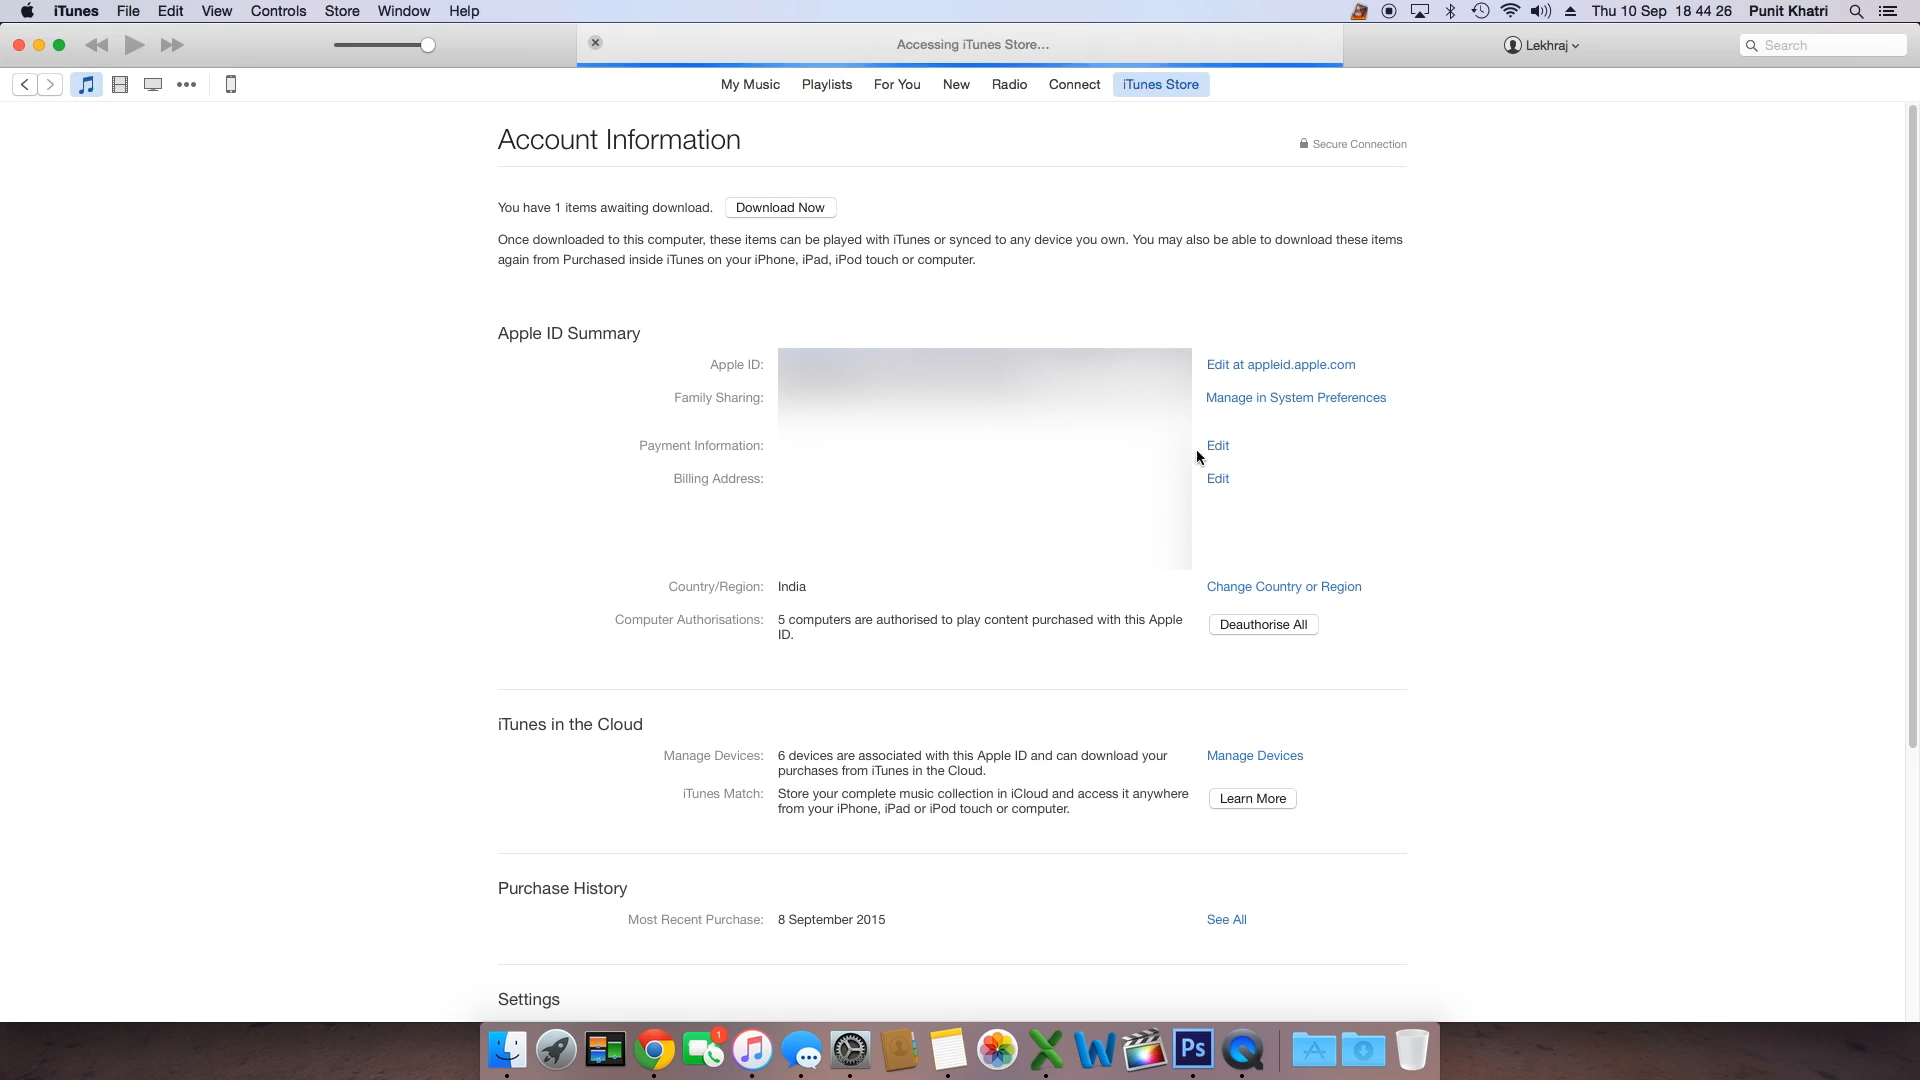 iTunes File Edit View Controls Store Window Help Thu 10 Sep 18 44 26 Punit Khatri
Accessing iTunes Store... Lekhraj Search
My Music Playlists For You New Radio Connect iTunes Store
Account Information Secure Connection
You have 1 items awaiting download. Download Now
Once downloaded to this computer, these items can be played with iTunes or synced to any device you own. You may also be able to download these items
again from Purchased inside iTunes on your iPhone, iPad, iPod touch or computer.
Apple ID Summary
Apple ID: Edit at appleid.apple.com
Family Sharing: Manage in System Preferences
Payment Information: Edit
Billing Address: Edit
Country/Region: India Change Country or Region
Computer Authorisations: 5 computers are authorised to play content purchased with this Apple
ID. Deauthorise All
iTunes in the Cloud
Manage Devices: 6 devices are associated with this Apple ID and can download your Manage Devices
purchases from iTunes in the Cloud.
iTunes Match: Store your complete music collection in iCloud and access it anywhere Learn More
from your iPhone, iPad or iPod touch or computer.
Purchase History
Most Recent Purchase: 8 September 2015 See All
Settings
1
Ps